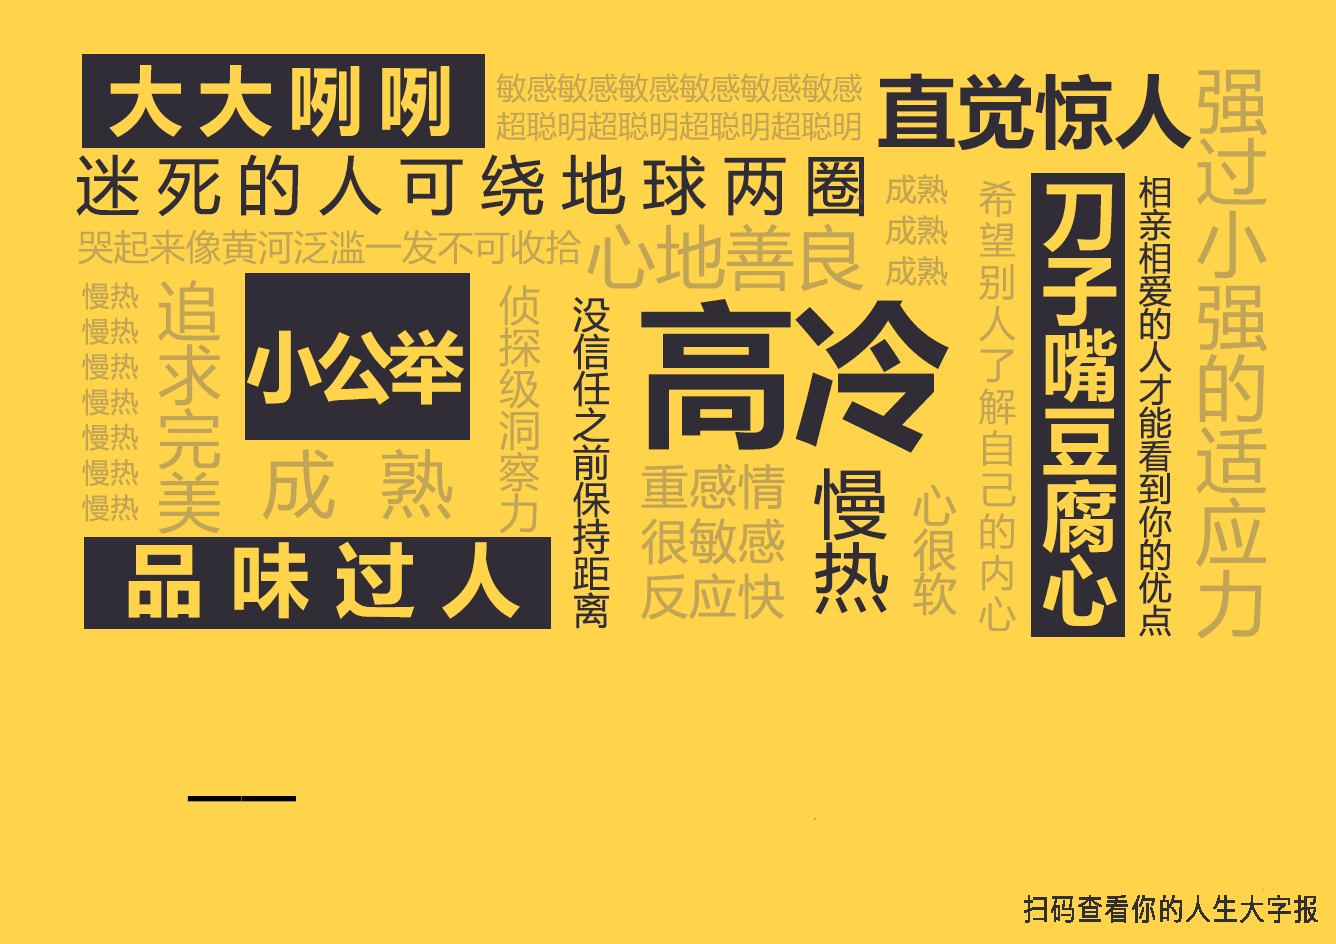 大大咧咧
敏感敏感敏感敏感敏感敏感
超聪明超聪明超聪明超聪明
直觉惊人
强过小强的适应力
迷死的人可绕地球两圈
成熟
成熟
成熟
希望别人了解自己的内心
刀子嘴豆腐心
相亲相爱的人才能看到你的优点
哭起来像黄河泛滥一发不可收拾
心地善良
慢热
慢热
慢热
慢热
慢热
慢热
慢热
追求完美
小公举
成熟
侦探级洞察力
没信任之前保持距离
高冷
重感情
很敏感
反应快
慢热
心很软
品味过人
——
扫码查看你的人生大字报